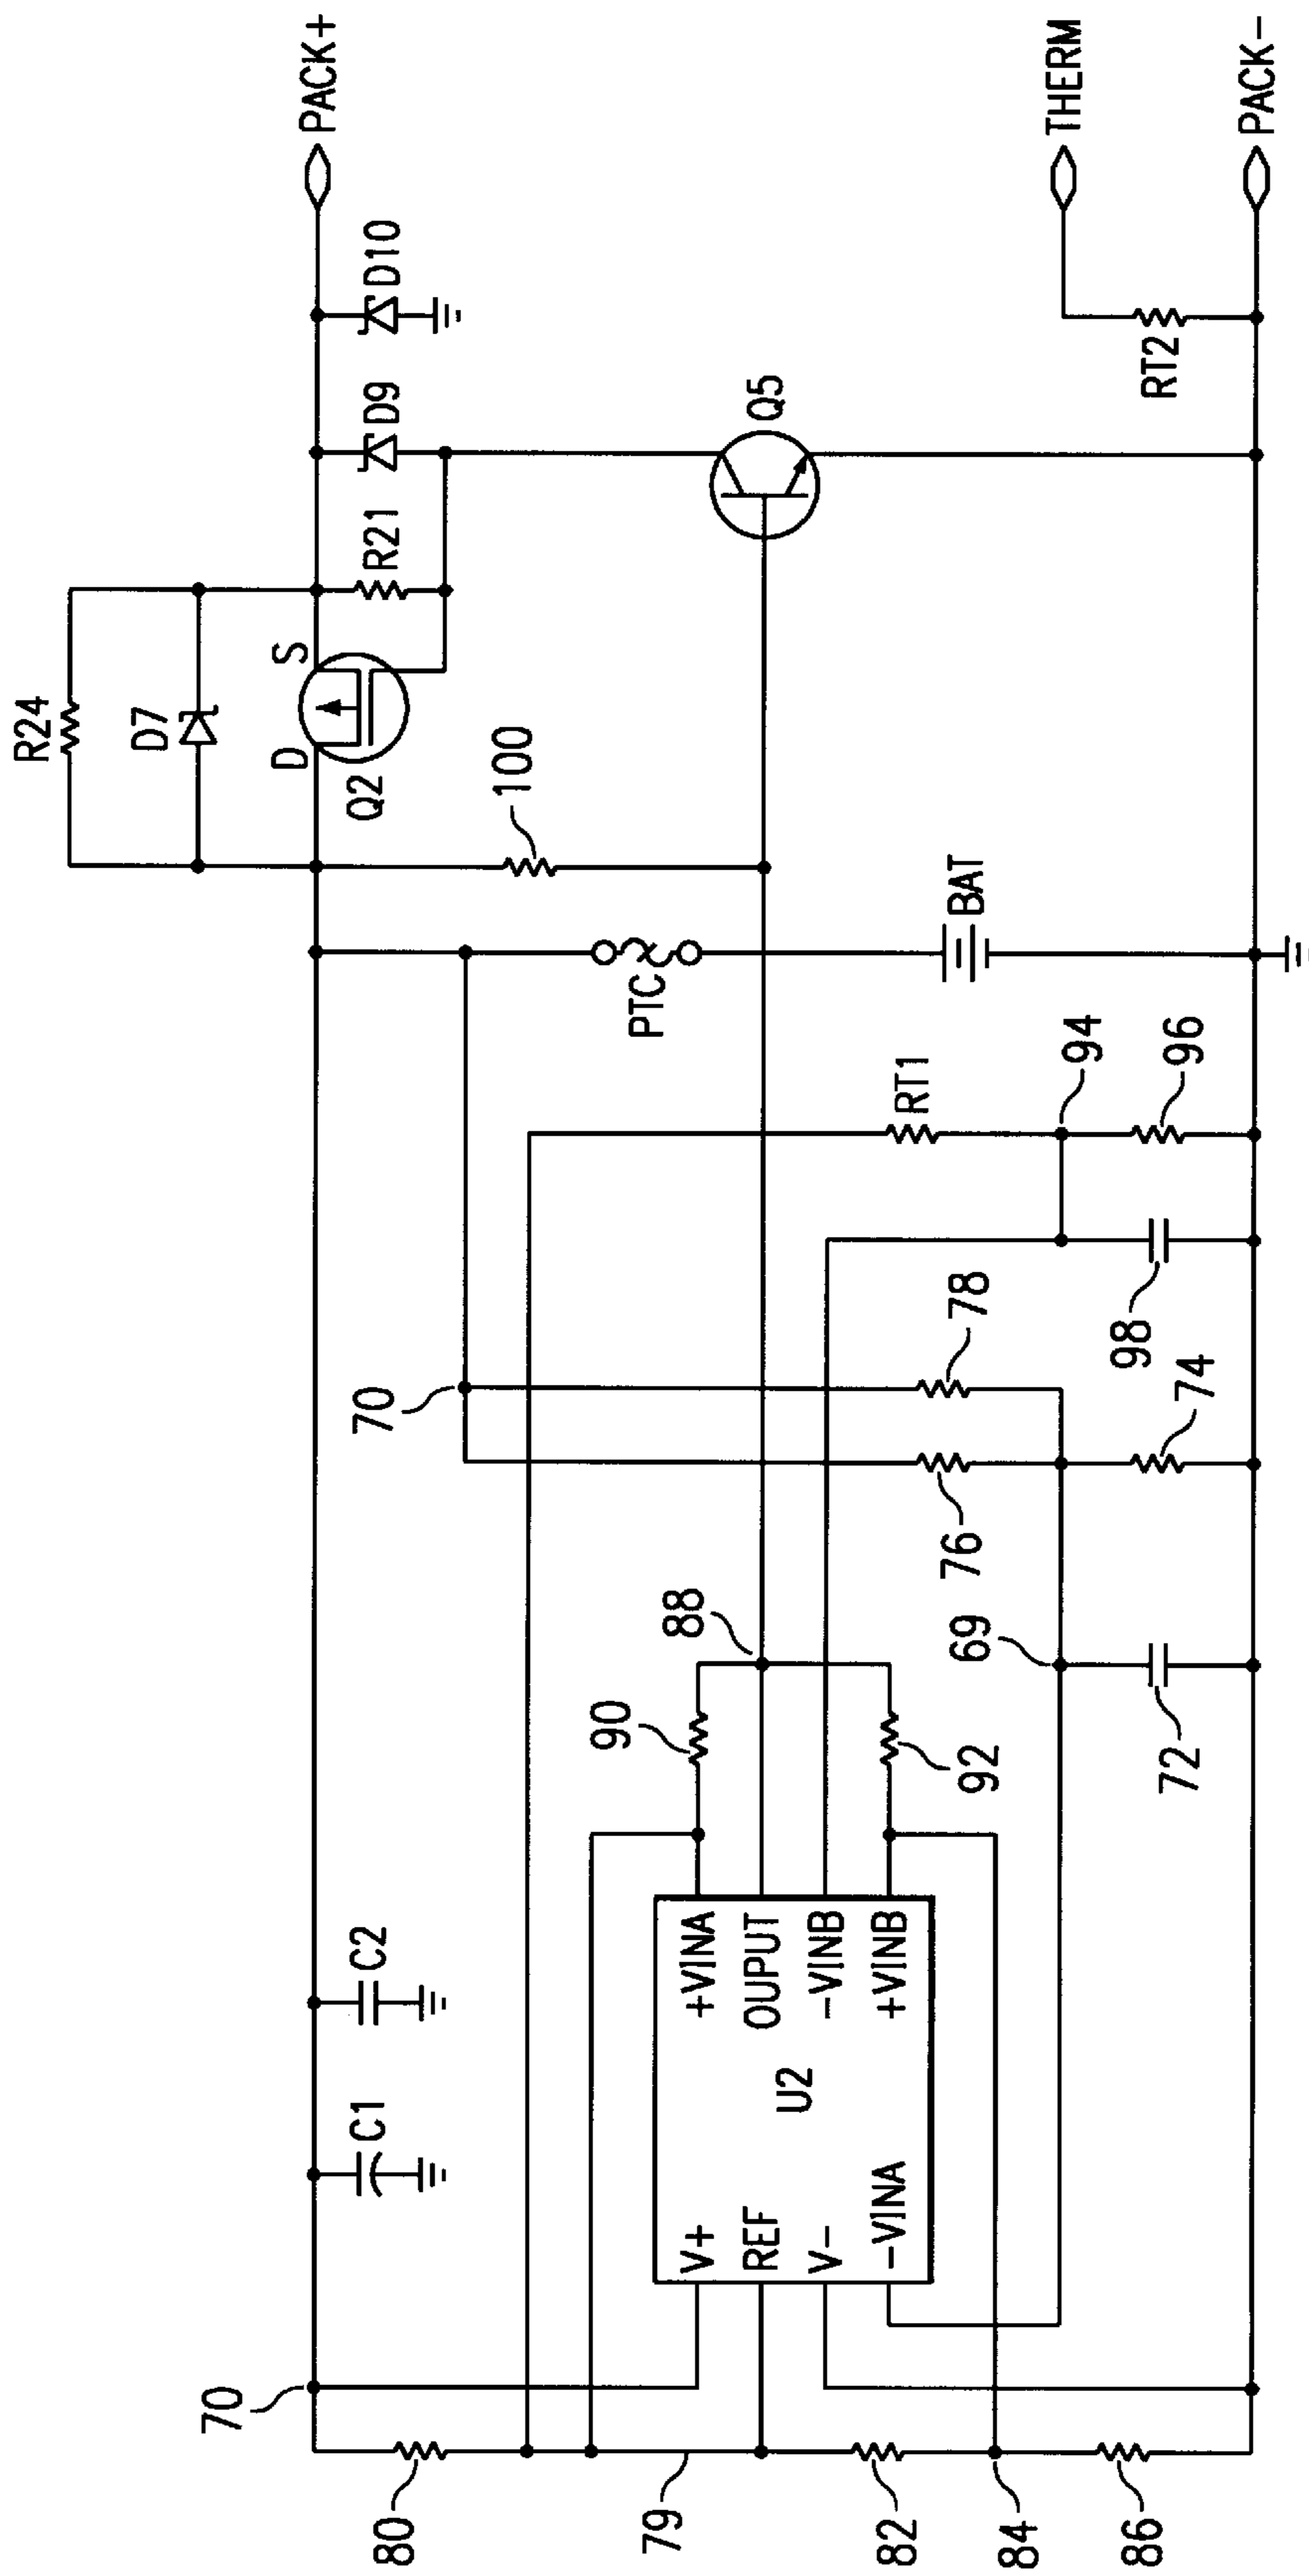 R24
D7
D
S
Q2
R21
D9
D10
PACK+
70
C1
C2
80
100
70
PTC
Q5
79
V+
REF
V-
-VINA
U2
+VINA
OUPUT
-VINB
+VINB
90
88
92
76
78
RT1
BAT
THERM
82
84
69
94
86
72
74
98
96
RT2
PACK-